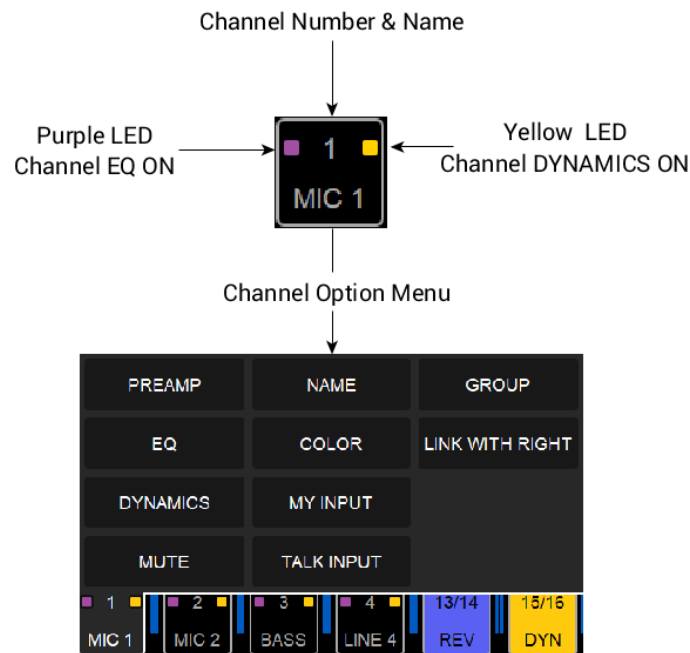 Channel Number & Name
Purple LED
Channel EQ ON
Yellow LED
Channel DYNAMICS ON
1
MIC 1
Channel Option Menu
PREAMP NAME GROUP
EQ COLOR LINK WITH RIGHT
DYNAMICS MY INPUT
MUTE TALK INPUT
1 2 3 4 13/14 15/16
MIC 1 MIC 2 BASS LINE 4 REV DYN